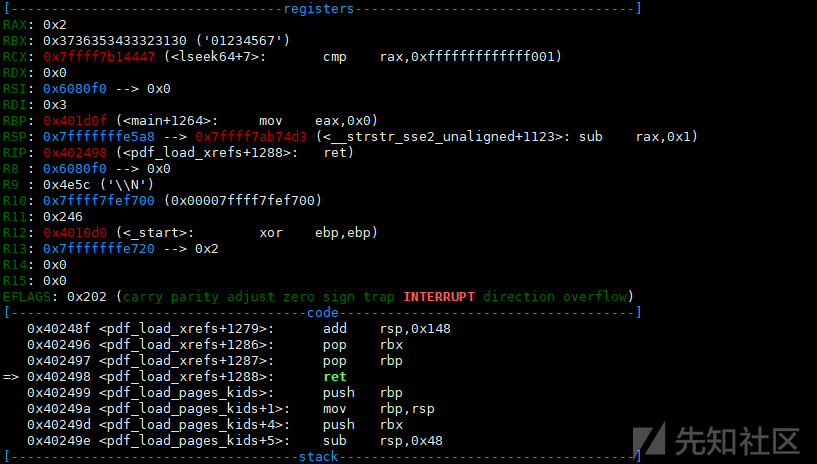 [----------------------------------registers-----------------------------------]
RAX: 0x2
RBX: 0x3736353433323130 ('01234567')
RCX: 0x7ffff7b14447 (<lseek64+7>:       cmp    rax,0xfffffffffffff001)
RDX: 0x0
RSI: 0x6080f0 --> 0x0
RDI: 0x3
RBP: 0x401d0f (<main+1264>:     mov    eax,0x0)
RSP: 0x7fffffffe5a8 --> 0x7ffff7ab74d3 (<__strstr_sse2_unaligned+1123>: sub    rax,0x1)
RIP: 0x402498 (<pdf_load_xrefs+1288>:   ret)
R8 : 0x6080f0 --> 0x0
R9 : 0x4e5c ('\\N')
R10: 0x7ffff7fef700 (0x00007ffff7fef700)
R11: 0x246
R12: 0x4010d0 (<_start>:        xor    ebp,ebp)
R13: 0x7fffffffe720 --> 0x2
R14: 0x0
R15: 0x0
EFLAGS: 0x202 (carry parity adjust zero sign trap INTERRUPT direction overflow)
[-------------------------------------code-------------------------------------]
   0x40248f <pdf_load_xrefs+1279>:      add    rsp,0x148
   0x402496 <pdf_load_xrefs+1286>:      pop    rbx
   0x402497 <pdf_load_xrefs+1287>:      pop    rbp
=> 0x402498 <pdf_load_xrefs+1288>:      ret
   0x402499 <pdf_load_pages_kids>:      push   rbp
   0x40249a <pdf_load_pages_kids+1>:    mov    rbp,rsp
   0x40249d <pdf_load_pages_kids+4>:    push   rbx
   0x40249e <pdf_load_pages_kids+5>:    sub    rsp,0x48
[------------------------------------stack-------------------------------------]
先知社区